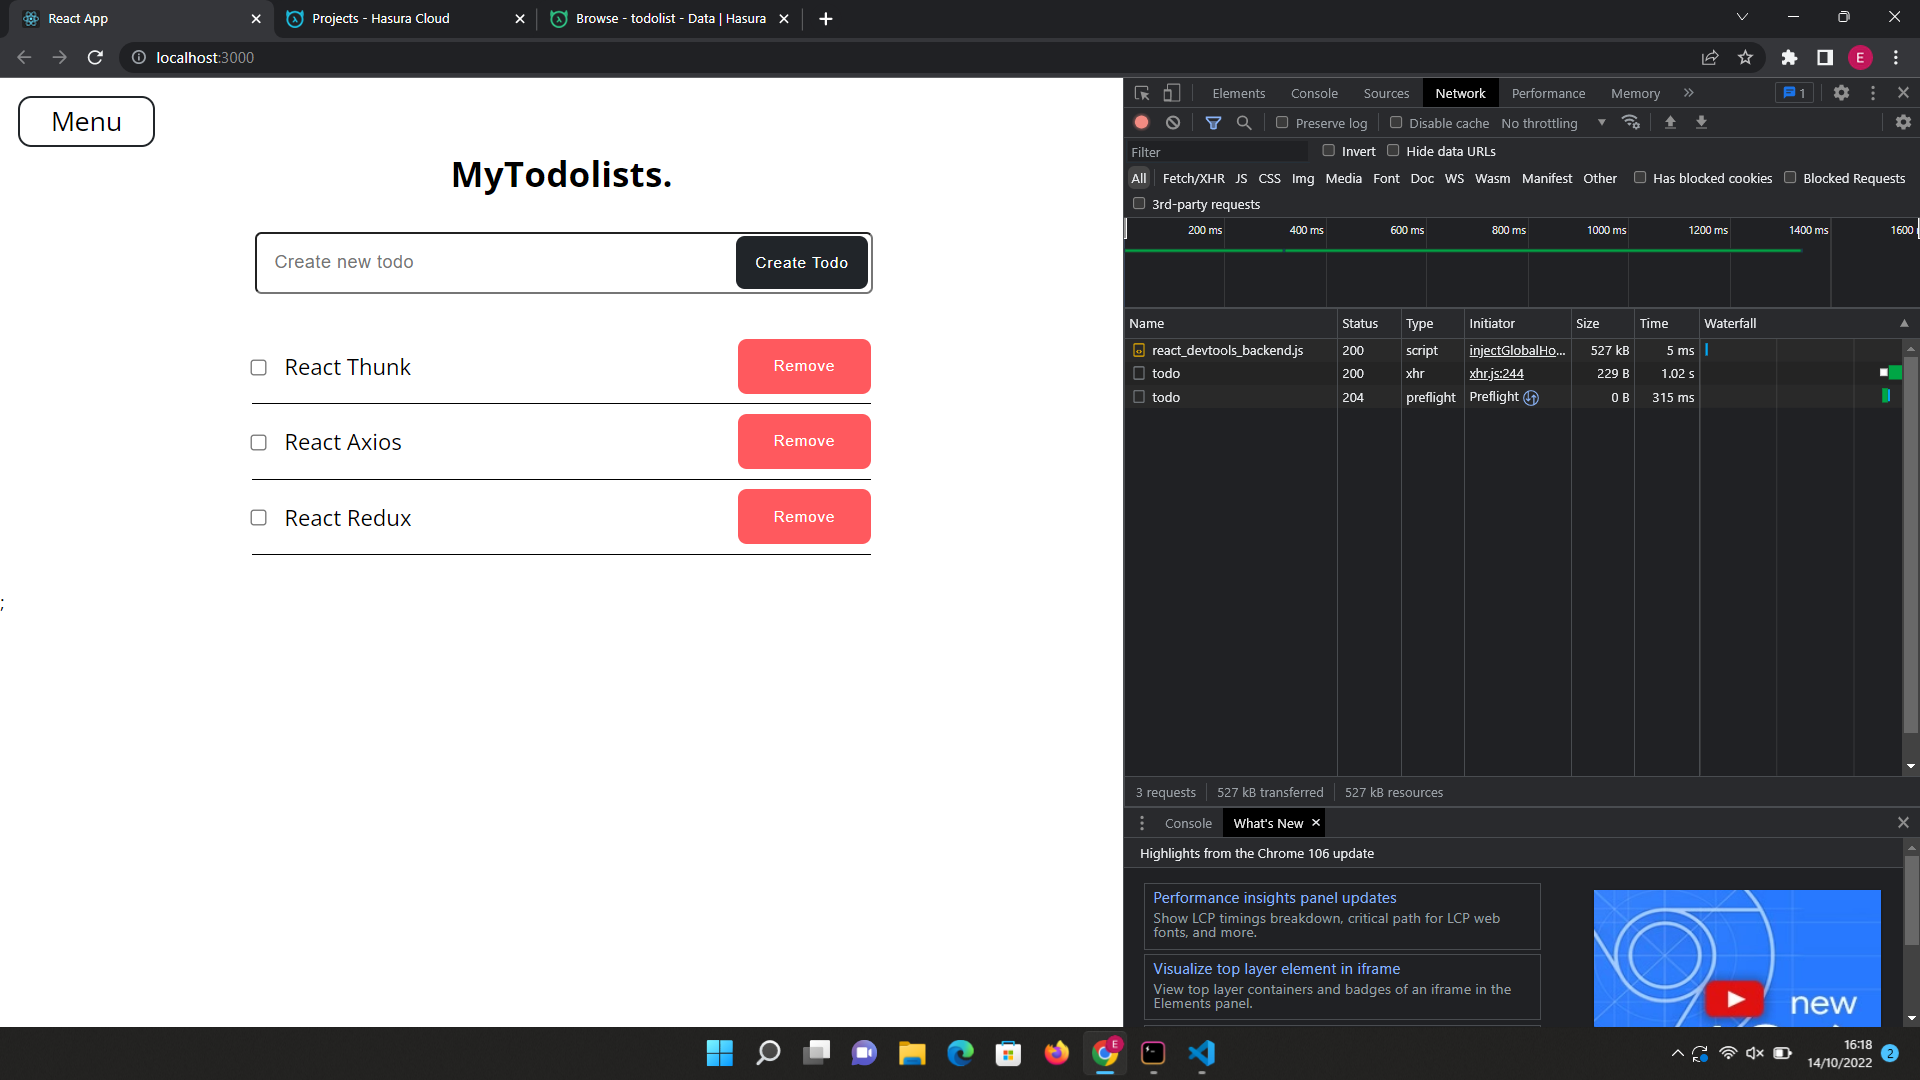 React App
Projects - Hasura Cloud
Browse - todolist - Data | Hasura
localhost:3000
E
Menu
MyTodolists.
Create new todo
Create Todo
React Thunk
Remove
React Axios
Remove
React Redux
Remove
;
Elements
Console
Sources
Network
Performance
Memory
1
Preserve log
Disable cache
No throttling
Filter
Invert
Hide data URLs
All
Fetch/XHR
JS
CSS
Img
Media
Font
Doc
WS
Wasm
Manifest
Other
Has blocked cookies
Blocked Requests
3rd-party requests
200 ms
400 ms
600 ms
800 ms
1000 ms
1200 ms
1400 ms
1600
Name Status Type Initiator Size Time Waterfall
react_devtools_backend.js 200 script injectGlobalHo... 527 kB 5 ms
todo 200 xhr xhr.js:244 229 B 1.02 s
todo 204 preflight Preflight 0 B 315 ms
3 requests
527 kB transferred
527 kB resources
Console
What's New
Highlights from the Chrome 106 update
Performance insights panel updates
Show LCP timings breakdown, critical path for LCP web
fonts, and more.
Visualize top layer element in iframe
View top layer containers and badges of an iframe in the
Elements panel.
new
E
16:18
14/10/2022
2